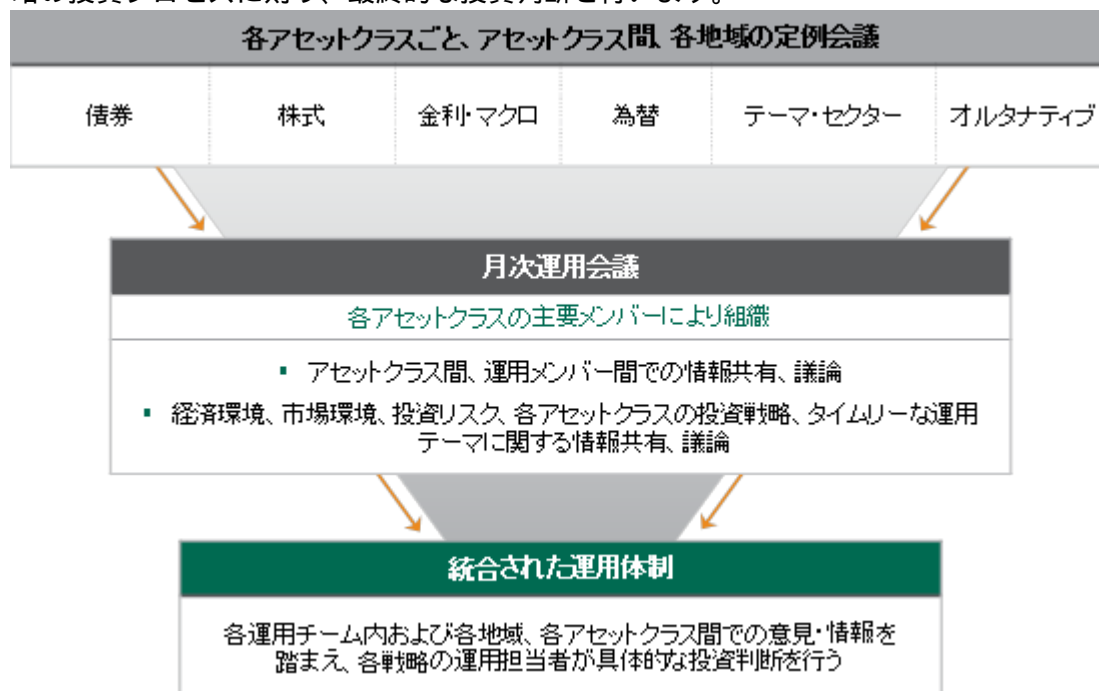 各アセットクラスごと、アセットクラス間、各地域の定例会議
債券 株式 金利・マクロ 為替 テーマ・セクター オルタナティブ
月次運用会議
各アセットクラスの主要メンバーにより組織
▪ アセットクラス間、運用メンバー間での情報共有、議論
▪ 経済環境、市場環境、投資リスク、各アセットクラスの投資戦略、タイムリーな運用
テーマに関する情報共有、議論
統合された運用体制
各運用チーム内および各地域、各アセットクラス間での意見・情報を
踏まえ、各戦略の運用担当者が具体的な投資判断を行う